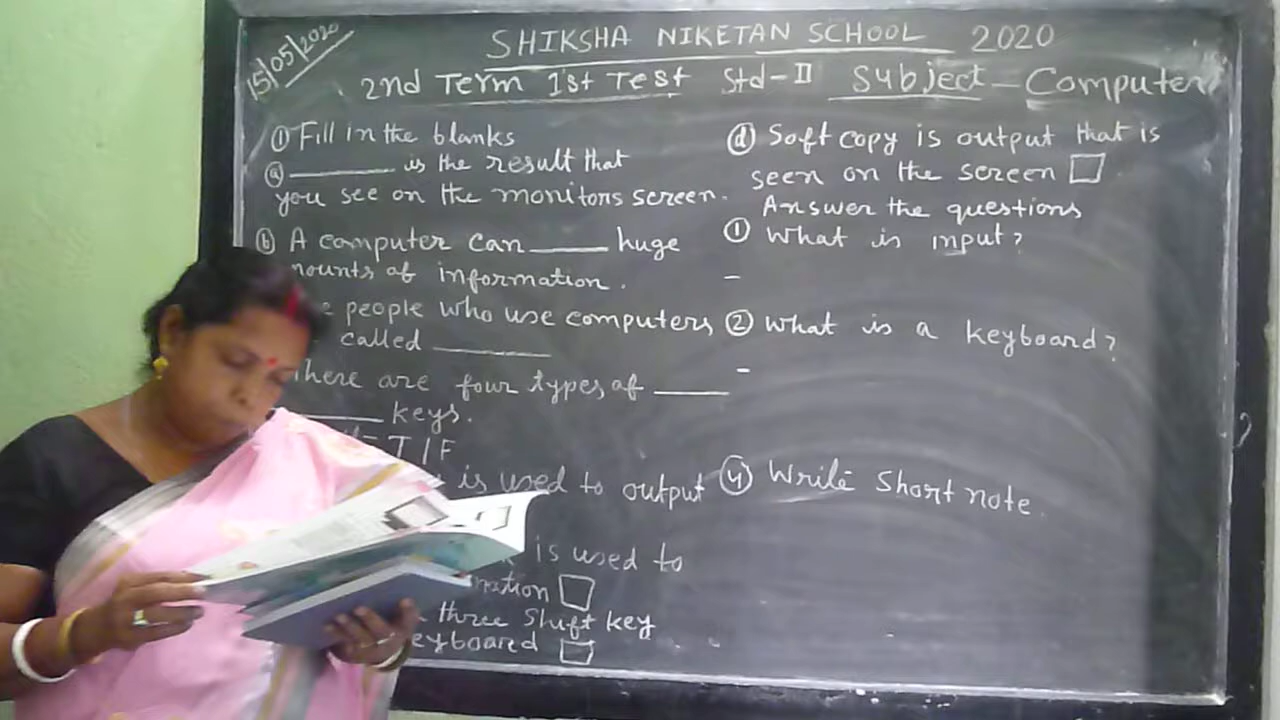 15/05/2020
SHIKSHA NIKETAN SCHOOL 2020
2nd Term 1st Test Std-II Subject - Computer
① Fill in the blanks
ⓐ ______ is the result that
you see on the monitors screen.
ⓑ A computer can _____ huge
mounts of information.
people who use computers
called ______
here are four types of _____
_____ keys.
T/F
is used to output
is used to
mation
three Shift key
eyboard
ⓓ Soft copy is output that is
seen on the screen
Answer the questions
① What is input?
-
② What is a keyboard?
-
④ Write Short note.